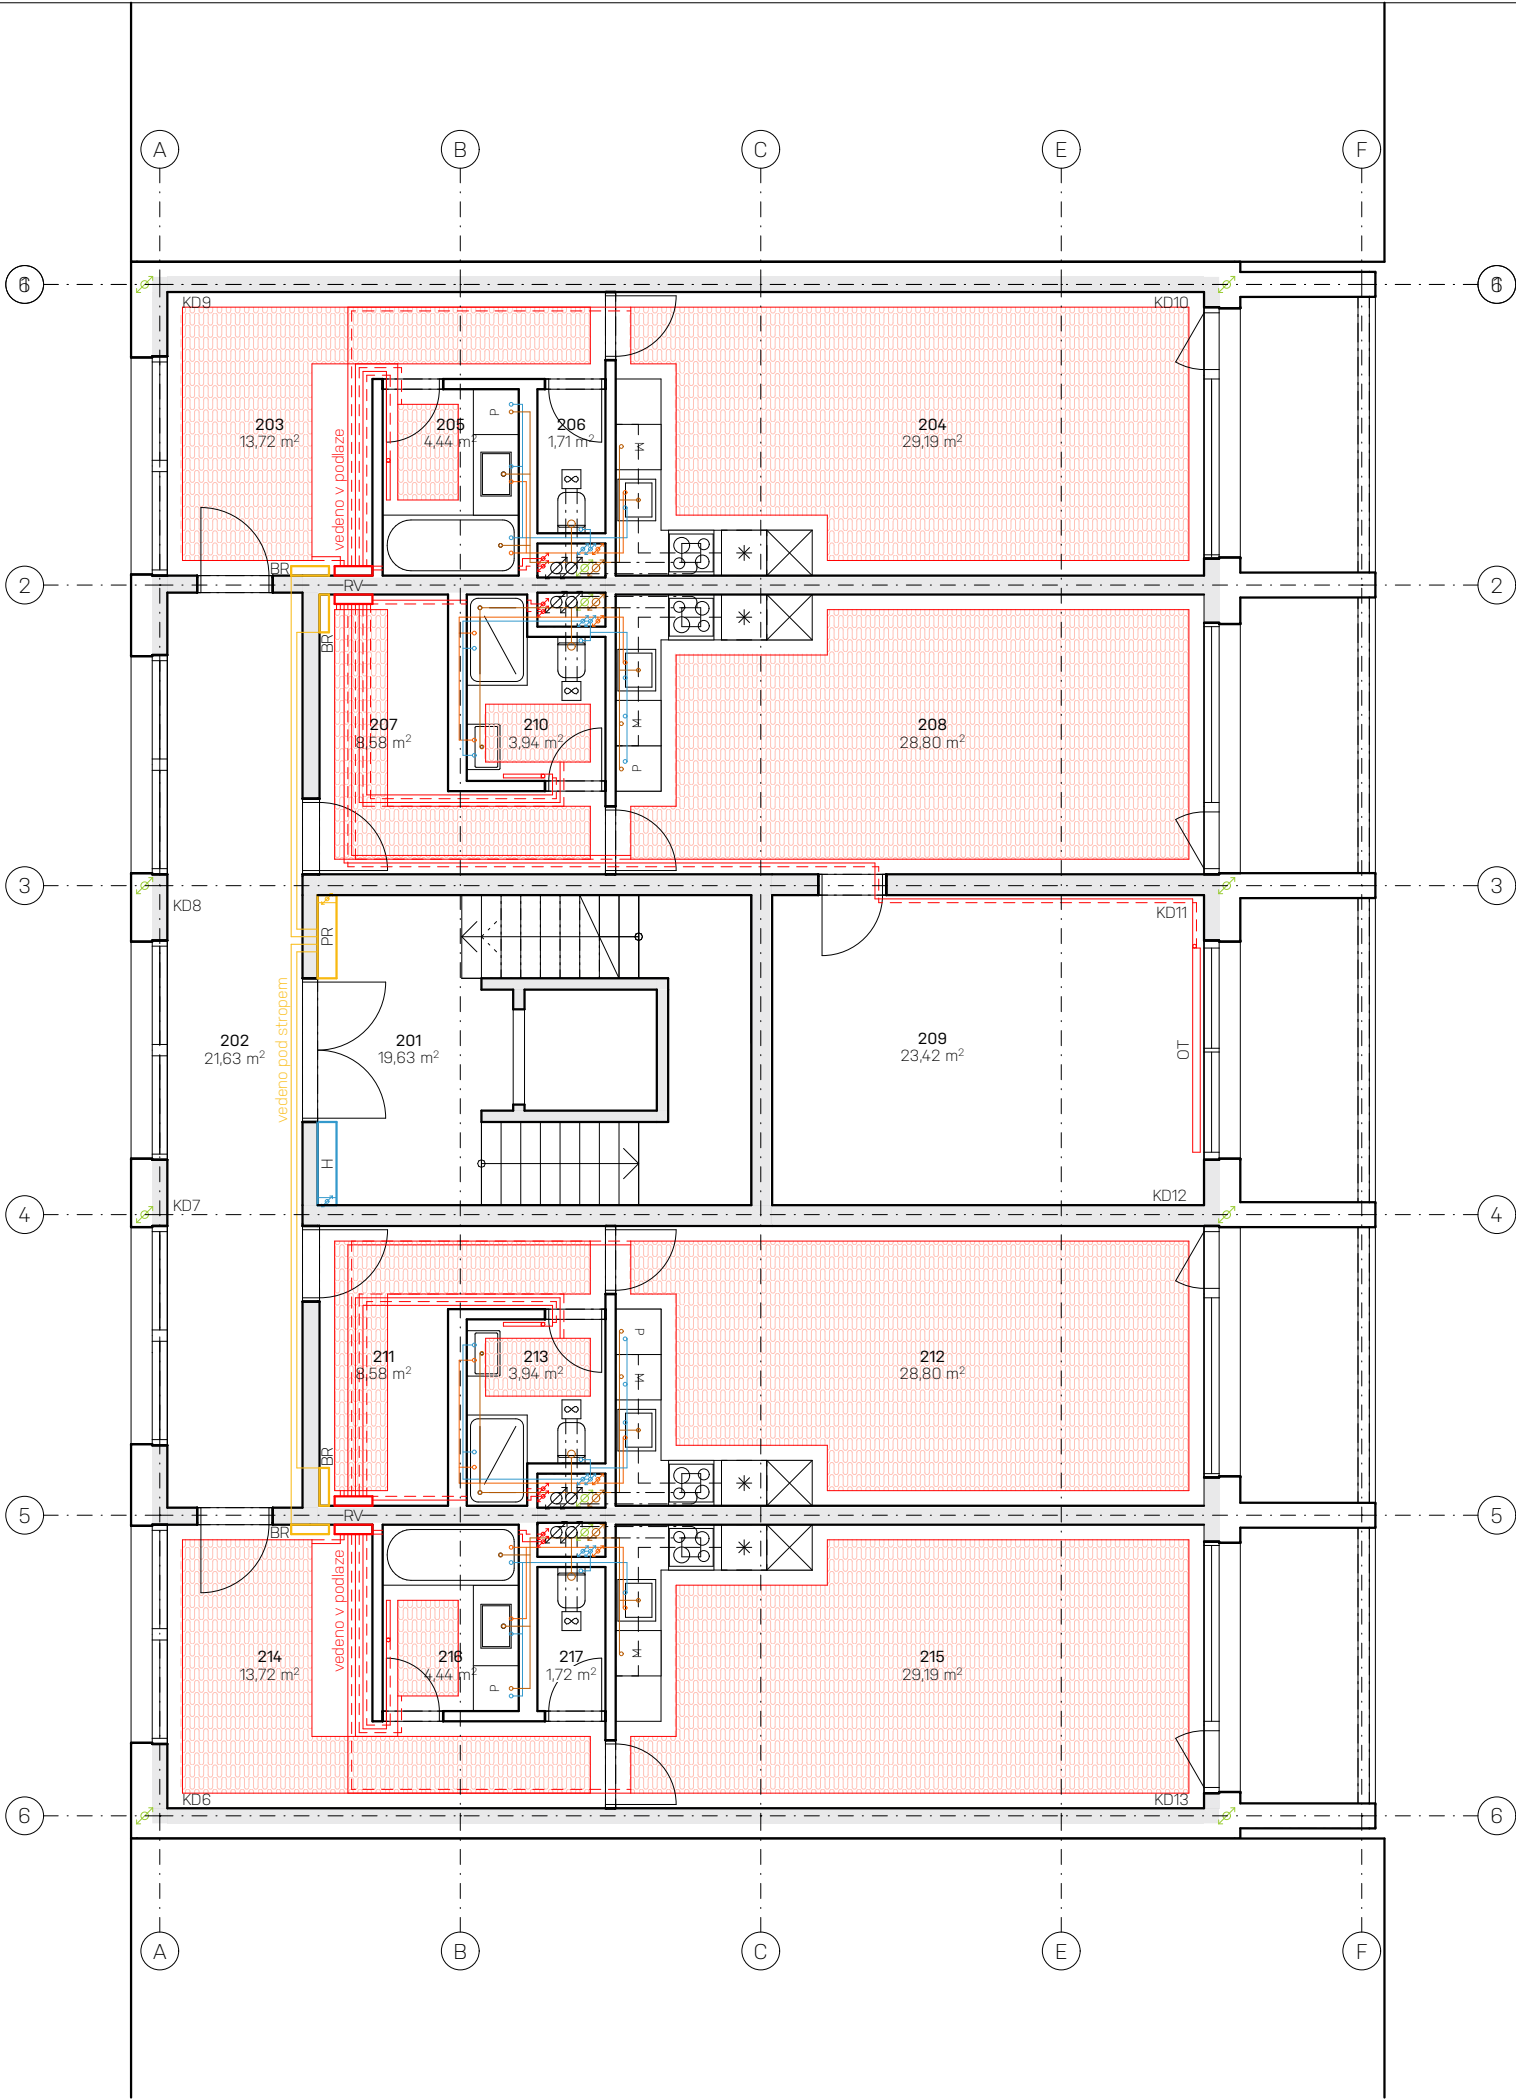 A B C E F
KD9 KD10
203
13,72 m²
vedeno v podlaze
205
4,44 m²
P
206
1,71 m²
M
204
29,19 m²
BR
RV
2 2
BR
207
8,58 m²
210
3,94 m²
M
P
208
28,80 m²
3 3
KD8
PR
KD11
vedeno pod stropem
202
21,63 m²
201
19,63 m²
209
23,42 m²
OT
H
KD7
KD12
4 4
211
8,58 m²
213
3,94 m²
P
M
212
28,80 m²
BR
RV
5 5
BR
vedeno v podlaze
214
13,72 m²
216
4,44 m²
P
217
1,72 m²
M
215
29,19 m²
KD6 KD13
6 6
A B C E F